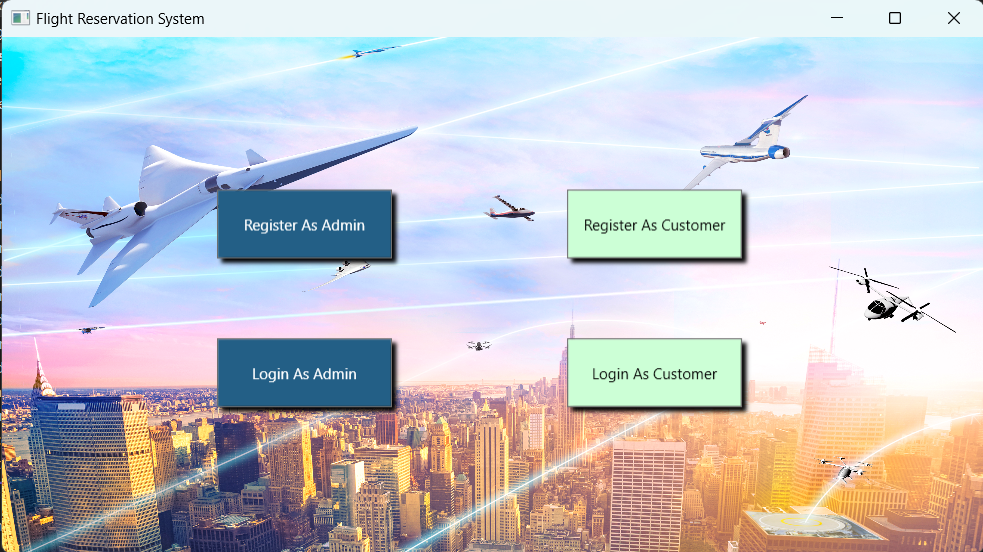 Flight Reservation System
Register As Admin
Register As Customer
Login As Admin
Login As Customer